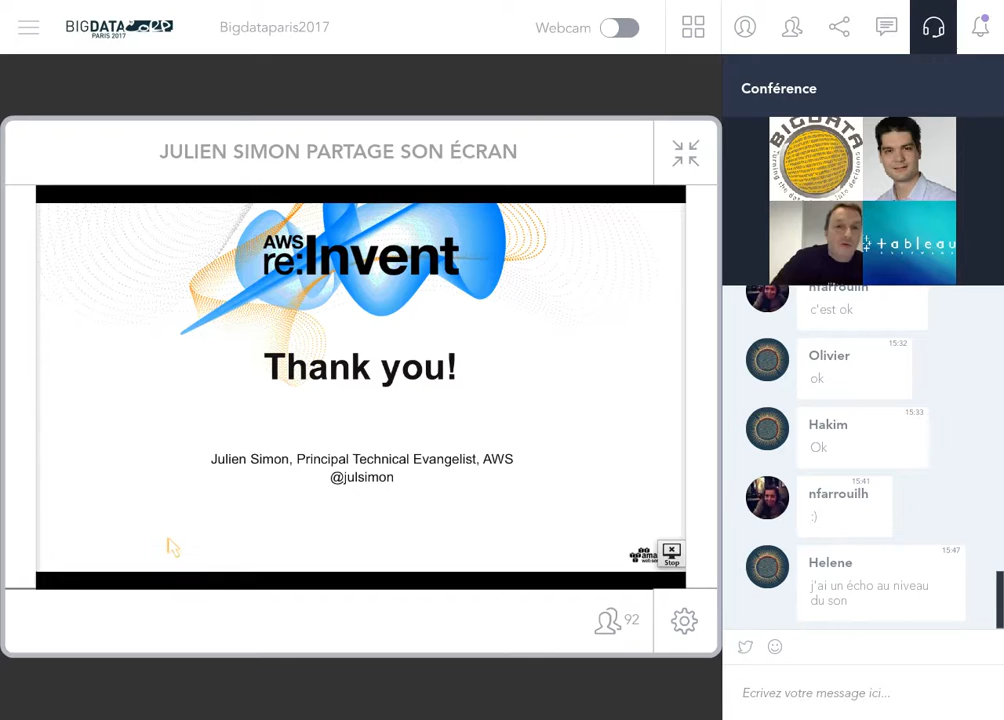 BIGDATA
PARIS 2017
Bigdataparis2017
Webcam
Conférence
JULIEN SIMON PARTAGE SON ÉCRAN
BIGDATA
+tableau
AWS
re:Invent
Thank you!
Julien Simon, Principal Technical Evangelist, AWS
@julsimon
Stop
92
nfarrouilh
c'est ok
15:32
Olivier
ok
15:33
Hakim
Ok
15:41
nfarrouilh
:)
15:47
Helene
j'ai un écho au niveau
du son
Ecrivez votre message ici...